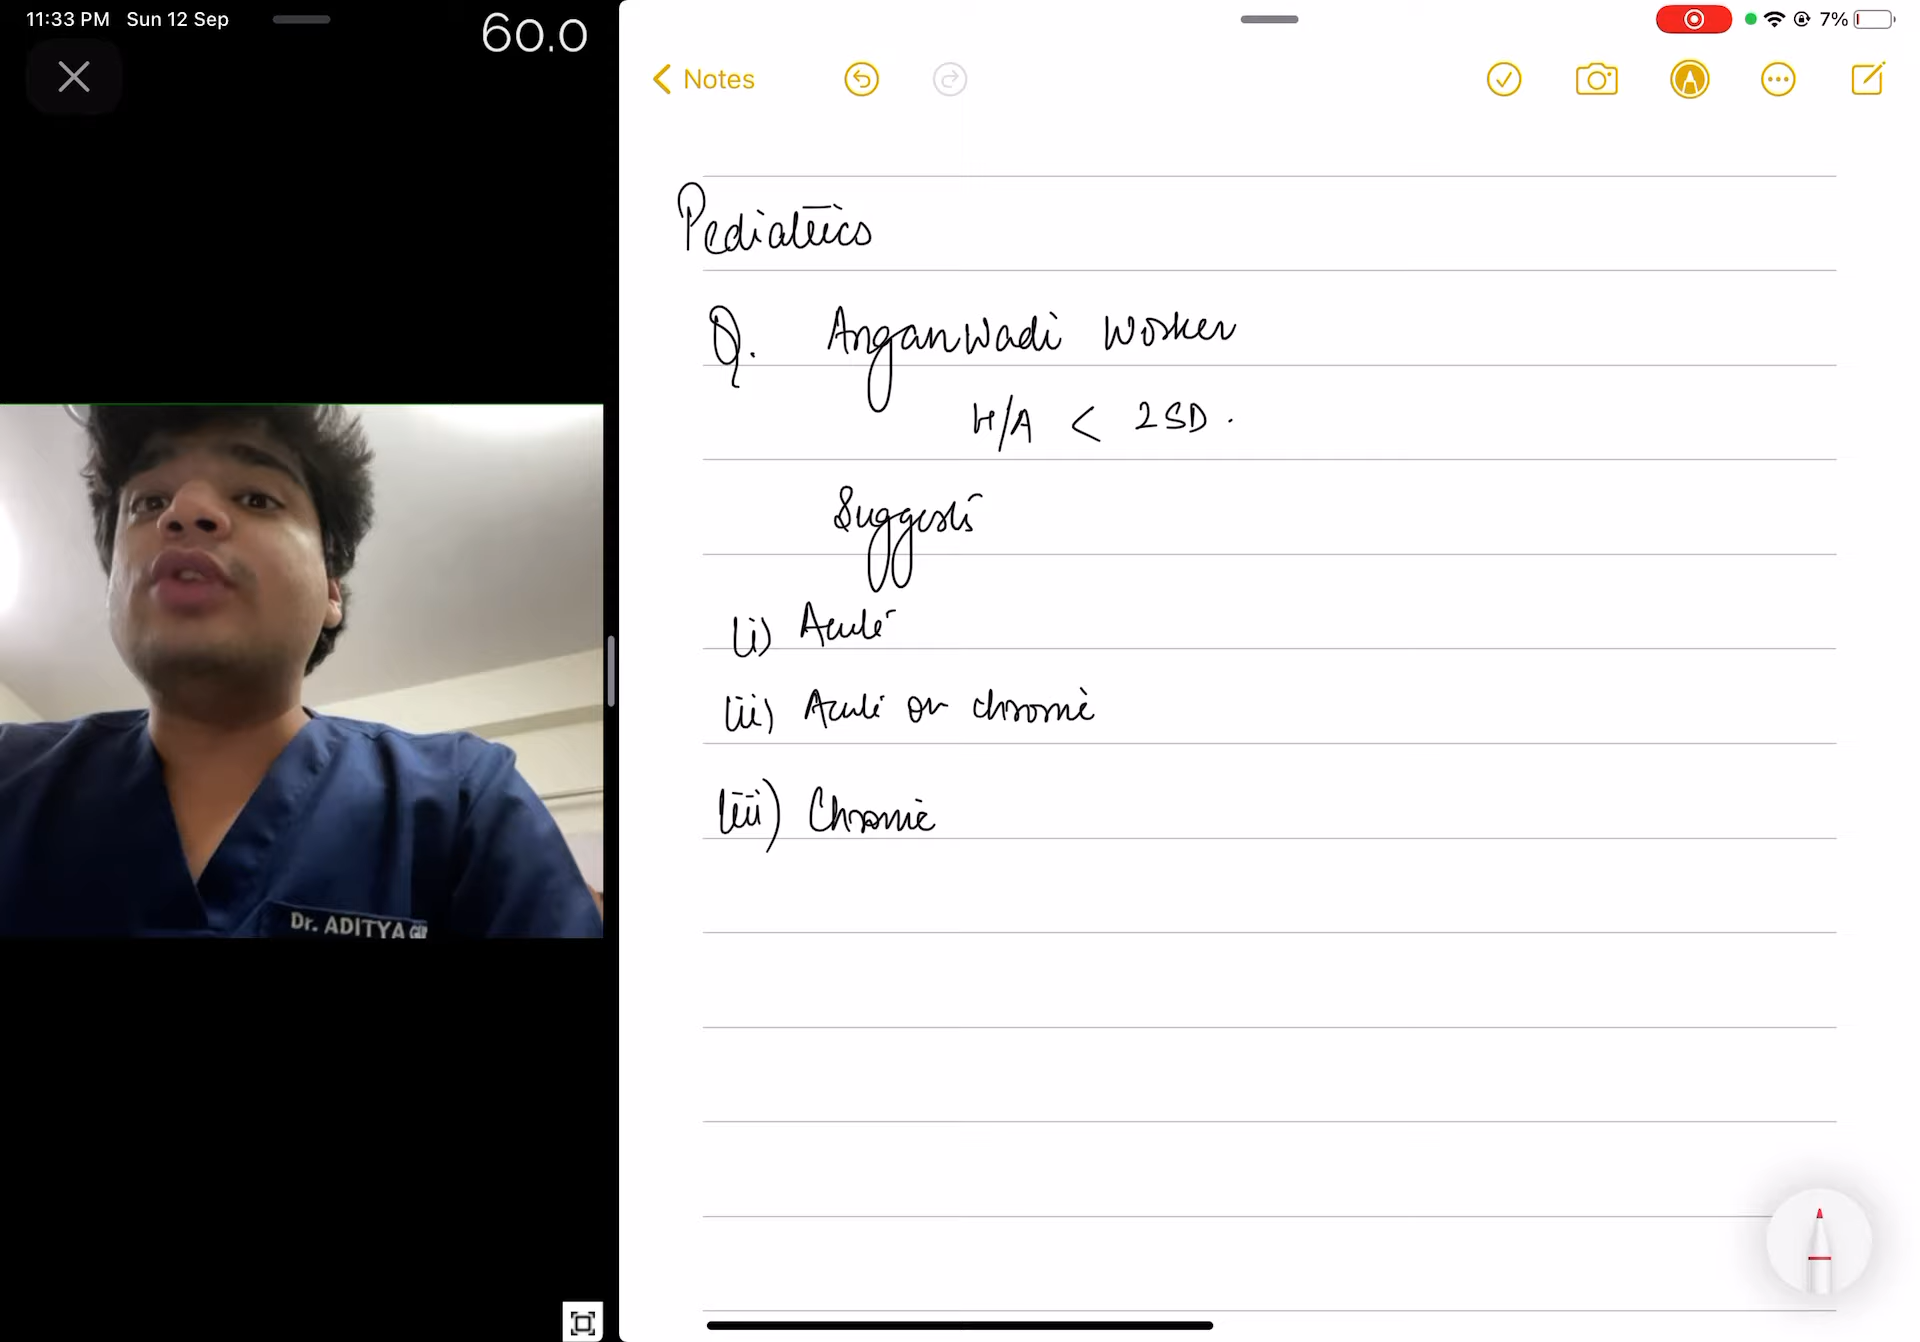 11:33 PM Sun 12 Sep
60.0
7%
Notes
Pediatrics
Q. Anganwadi Worker
H/A < 2SD.
Suggests
(i) Acute
(ii) Acute on chronic
(iii) Chronic
Dr. ADITYA